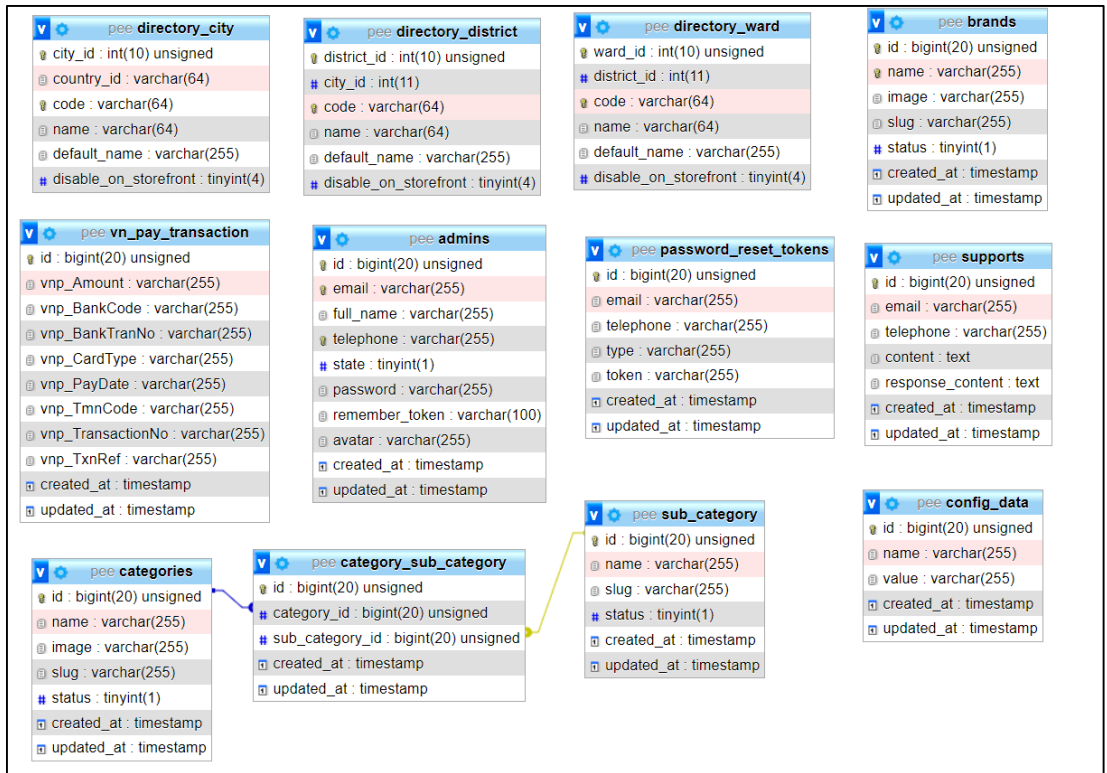 pee directory_city
city_id : int(10) unsigned
country_id : varchar(64)
code : varchar(64)
name : varchar(64)
default_name : varchar(255)
disable_on_storefront : tinyint(4)
pee directory_district
district_id : int(10) unsigned
city_id : int(11)
code : varchar(64)
name : varchar(64)
default_name : varchar(255)
disable_on_storefront : tinyint(4)
pee directory_ward
ward_id : int(10) unsigned
district_id : int(11)
code : varchar(64)
name : varchar(64)
default_name : varchar(255)
disable_on_storefront : tinyint(4)
pee brands
id : bigint(20) unsigned
name : varchar(255)
image : varchar(255)
slug : varchar(255)
status : tinyint(1)
created_at : timestamp
updated_at : timestamp
pee vn_pay_transaction
id : bigint(20) unsigned
vnp_Amount : varchar(255)
vnp_BankCode : varchar(255)
vnp_BankTranNo : varchar(255)
vnp_CardType : varchar(255)
vnp_PayDate : varchar(255)
vnp_TmnCode : varchar(255)
vnp_TransactionNo : varchar(255)
vnp_TxnRef : varchar(255)
created_at : timestamp
updated_at : timestamp
pee admins
id : bigint(20) unsigned
email : varchar(255)
full_name : varchar(255)
telephone : varchar(255)
state : tinyint(1)
password : varchar(255)
remember_token : varchar(100)
avatar : varchar(255)
created_at : timestamp
updated_at : timestamp
pee password_reset_tokens
id : bigint(20) unsigned
email : varchar(255)
telephone : varchar(255)
type : varchar(255)
token : varchar(255)
created_at : timestamp
updated_at : timestamp
pee supports
id : bigint(20) unsigned
email : varchar(255)
telephone : varchar(255)
content : text
response_content : text
created_at : timestamp
updated_at : timestamp
pee categories
id : bigint(20) unsigned
name : varchar(255)
image : varchar(255)
slug : varchar(255)
status : tinyint(1)
created_at : timestamp
updated_at : timestamp
pee category_sub_category
id : bigint(20) unsigned
category_id : bigint(20) unsigned
sub_category_id : bigint(20) unsigned
created_at : timestamp
updated_at : timestamp
pee sub_category
id : bigint(20) unsigned
name : varchar(255)
slug : varchar(255)
status : tinyint(1)
created_at : timestamp
updated_at : timestamp
pee config_data
id : bigint(20) unsigned
name : varchar(255)
value : varchar(255)
created_at : timestamp
updated_at : timestamp